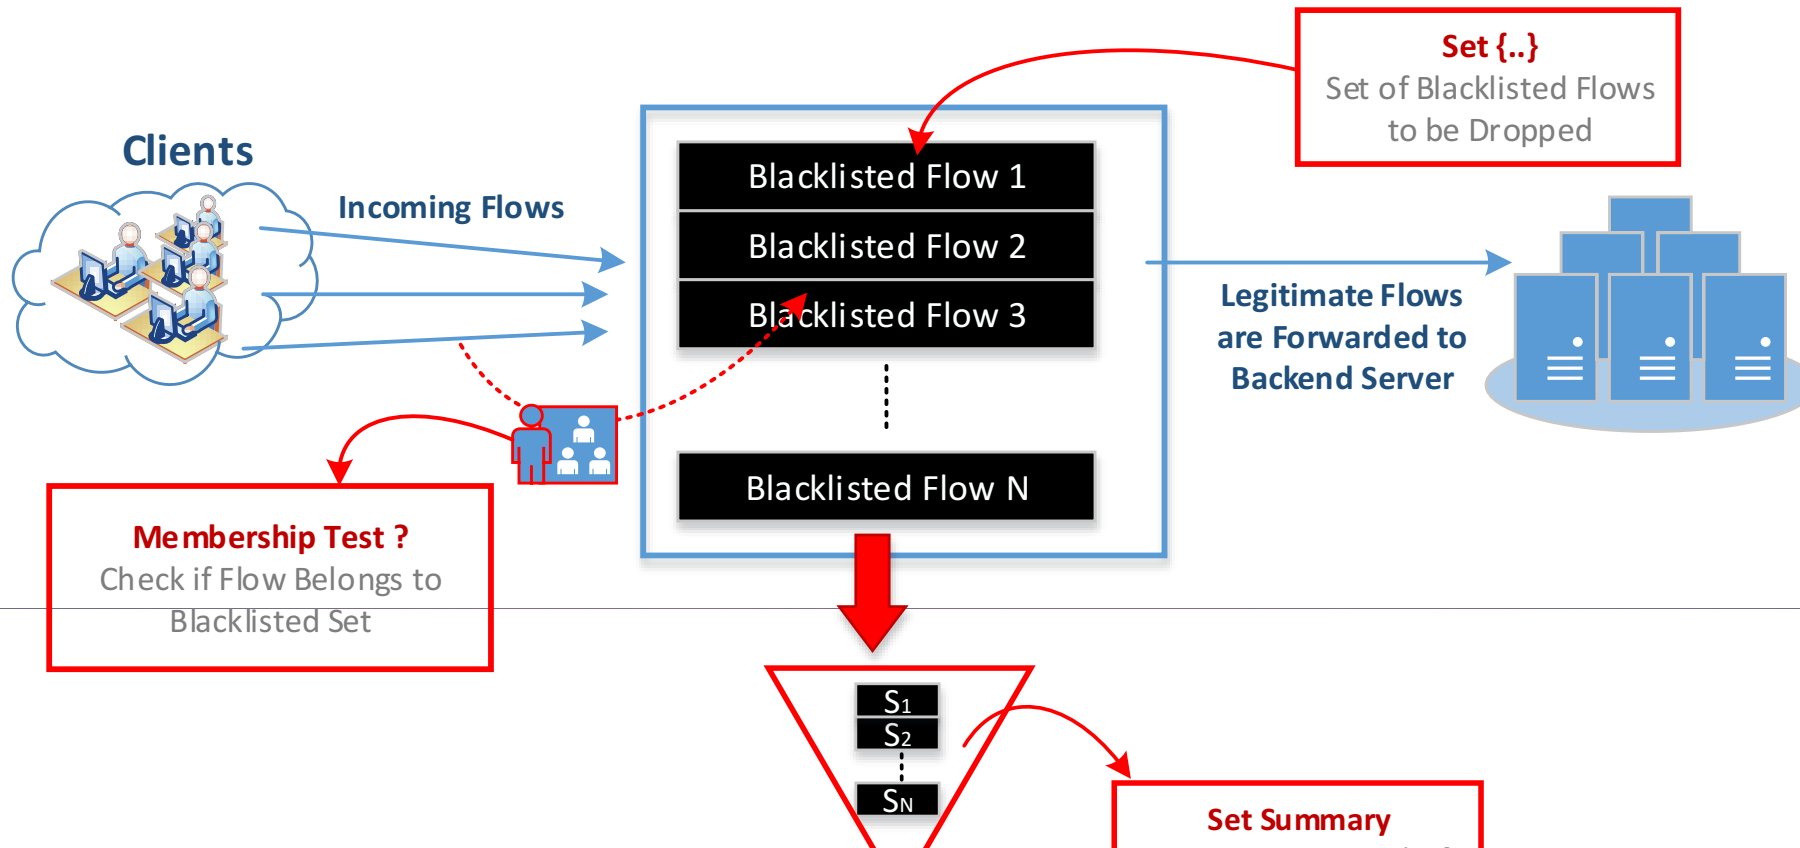 Set {..}
Set of Blacklisted Flows
to be Dropped
Clients
Incoming Flows
Blacklisted Flow 1
Blacklisted Flow 2
Blacklisted Flow 3
Blacklisted Flow N
Legitimate Flows
are Forwarded to
Backend Server
Membership Test ?
Check if Flow Belongs to
Blacklisted Set
S1
S2
SN
Set Summary